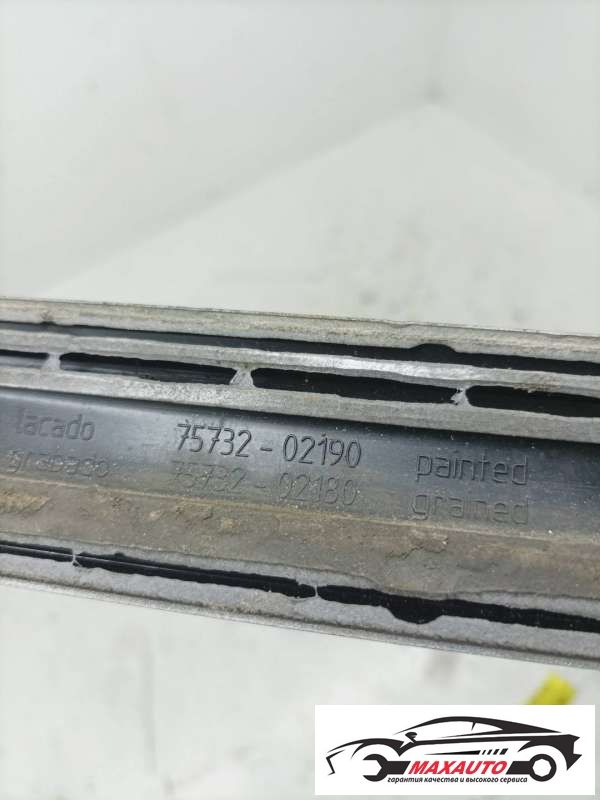 lacado 75732-02190 painted
grabado 75732-02180 grained
MAXAUTO
гарантия качества и высокого сервиса